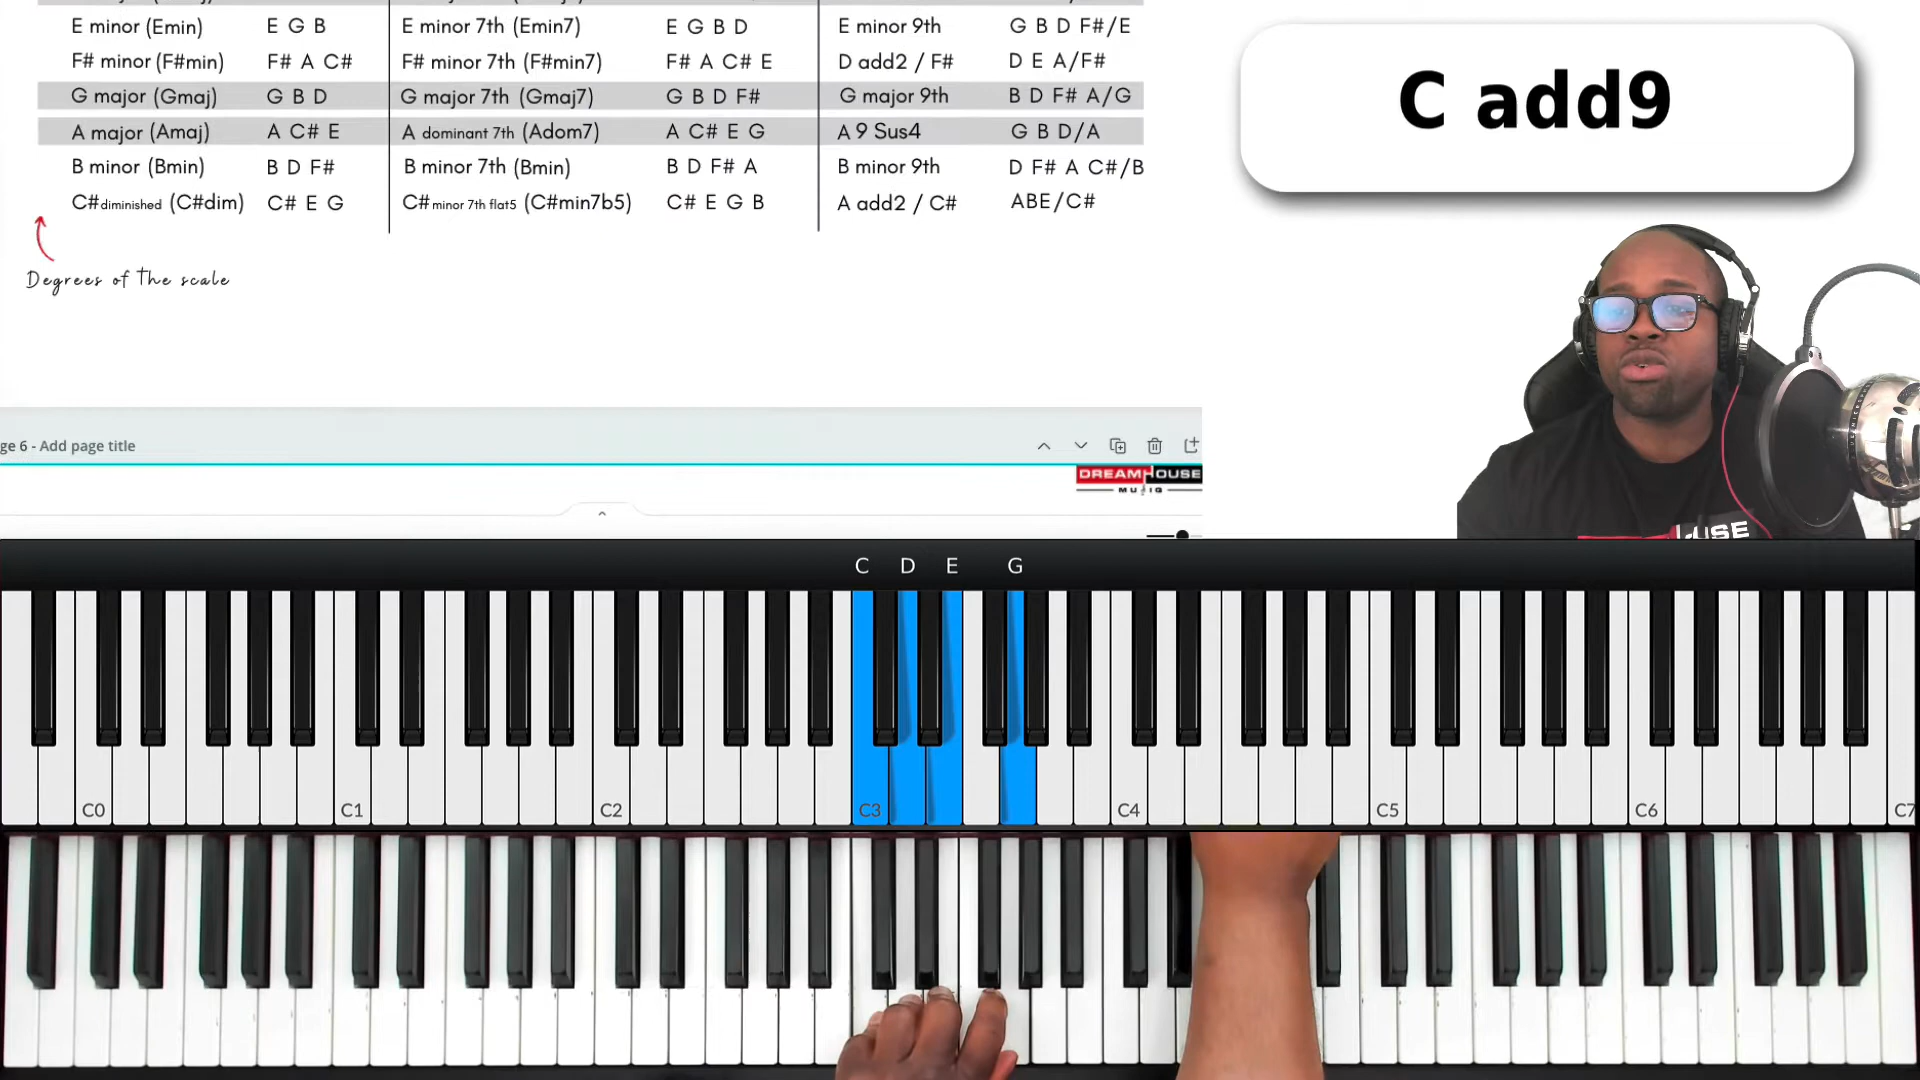 E minor (Emin) E G B E minor 7th (Emin7) E G B D E minor 9th G B D F#/E
F# minor (F#min) F# A C# F# minor 7th (F#min7) F# A C# E D add2 / F# D E A/F#
G major (Gmaj) G B D G major 7th (Gmaj7) G B D F# G major 9th B D F# A/G
A major (Amaj) A C# E A dominant 7th (Adom7) A C# E G A 9 Sus4 G B D/A
B minor (Bmin) B D F# B minor 7th (Bmin) B D F# A B minor 9th D F# A C#/B
C# diminished (C#dim) C# E G C# minor 7th flat5 (C#min7b5) C# E G B A add2 / C# ABE/C#
Degrees of the scale
C add9
ge 6 - Add page title
DREAMHOUSE
MUSIQ
USE
C D E G
C0 C1 C2 C3 C4 C5 C6 C7